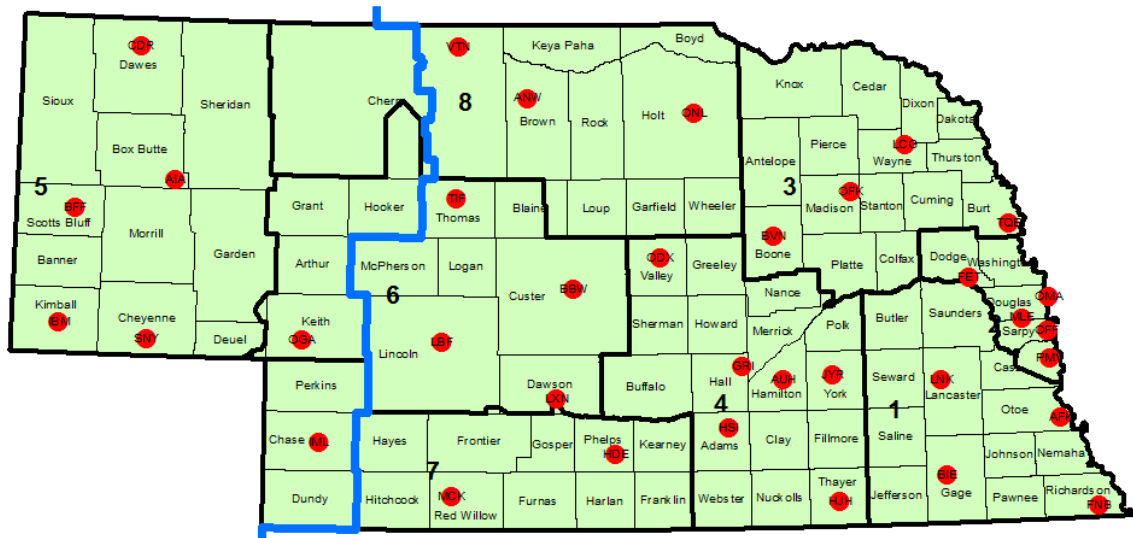 CDR
Dawes
Sioux
Sheridan
Cherry
VTN
Keya Paha
Boyd
8
ANW
Brown
Rock
Holt
ONL
Knox
Cedar
Dixon
Dakota
Box Butte
AIA
Antelope
Pierce
LCG
Wayne
Thurston
5
3
BFF
Scotts Bluff
Morrill
Garden
Grant
Hooker
TIF
Thomas
Blaine
Loup
Garfield
Wheeler
OFK
Madison
Stanton
Cuming
Burt
TQE
Banner
Arthur
McPherson
Logan
Custer
ODX
Valley
Greeley
BVN
Boone
Platte
Colfax
Dodge
Washington
FET
Kimball
IBM
Cheyenne
SNY
Deuel
Keith
OGA
6
BBW
Nance
Sherman
Howard
Merrick
Polk
Butler
Saunders
Douglas
OMA
MLE
2
Sarpy
OFF
Lincoln
LBF
PMV
Cass
Perkins
Dawson
LXN
Buffalo
Hall
GRI
AUH
Hamilton
JYR
York
Seward
LNK
Lancaster
4
1
Otoe
AFK
Chase
IML
Hayes
Frontier
Gosper
Phelps
HDE
Kearney
HSI
Adams
Clay
Fillmore
Saline
Johnson
Nemaha
7
Dundy
Hitchcock
MCK
Red Willow
Furnas
Harlan
Franklin
Webster
Nuckolls
Thayer
HJH
Jefferson
BIE
Gage
Pawnee
Richardson
FNB